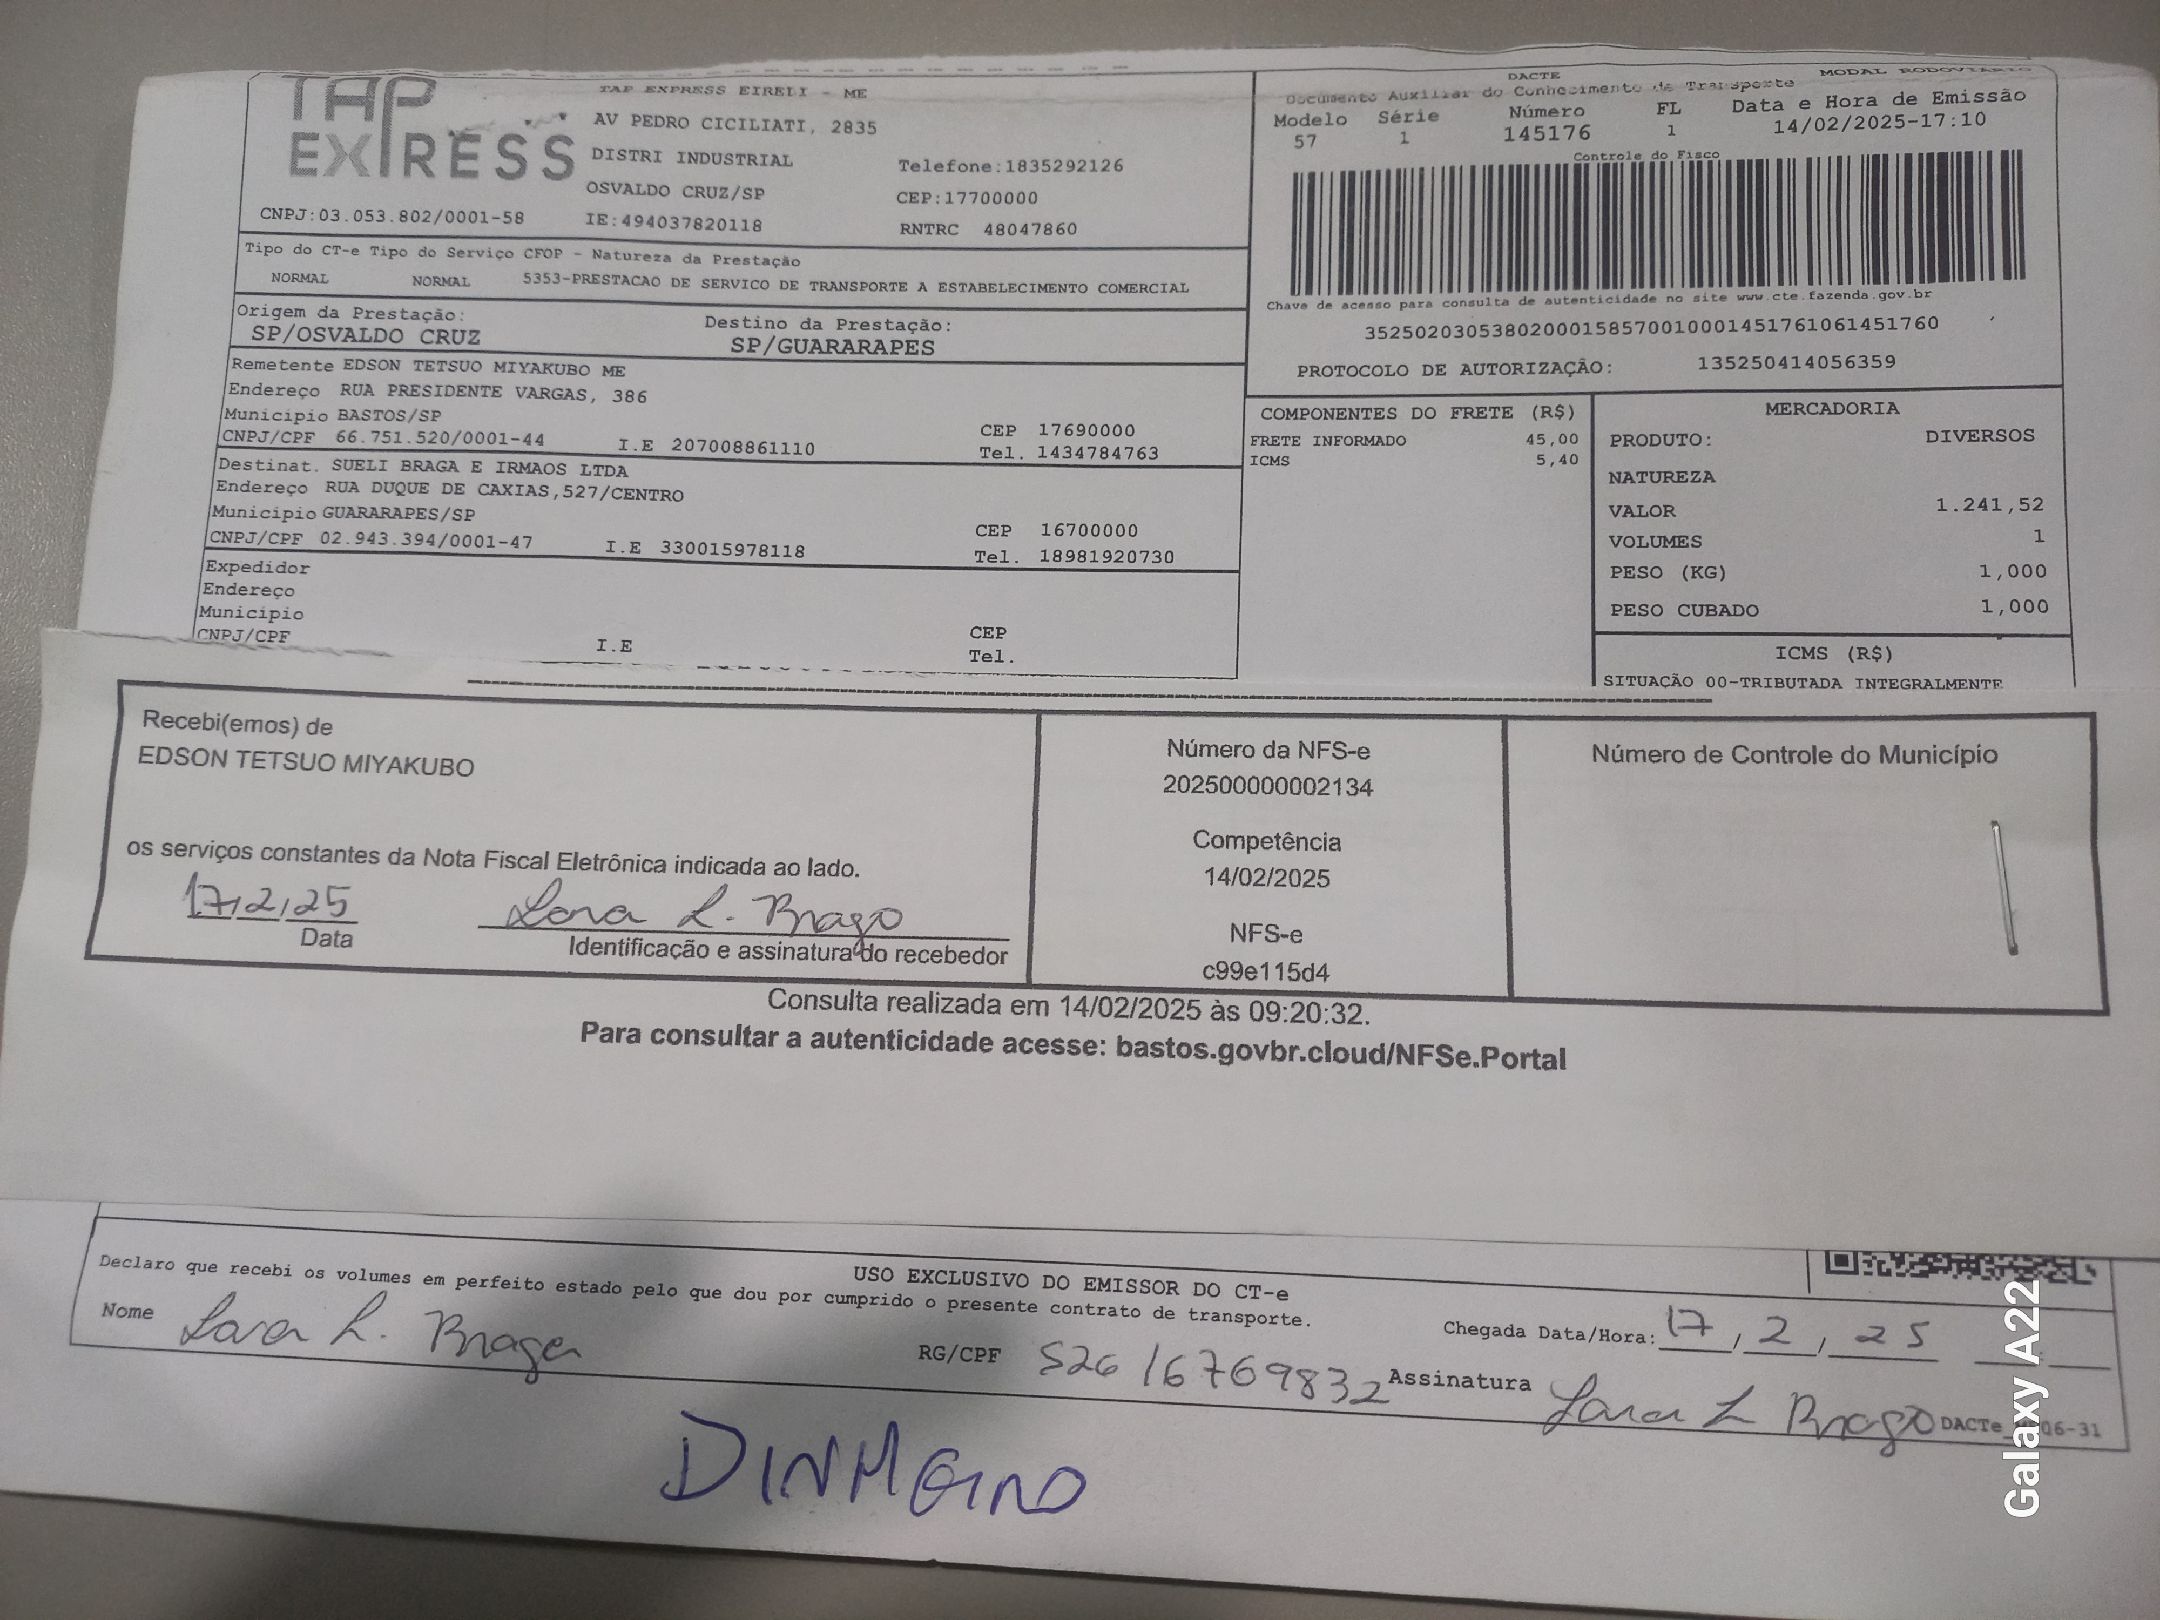 TAP
EXPRESS
TAP EXPRESS EIRELI - ME
AV PEDRO CICILIATI, 2835
DISTRI INDUSTRIAL
Telefone:1835292126
OSVALDO CRUZ/SP
CEP:17700000
CNPJ:03.053.802/0001-58
IE:494037820118
RNTRC 48047860
DACTE
MODAL RODOVIÁRIO
Documento Auxiliar do Conhecimento de Transporte
Modelo Série Número FL Data e Hora de Emissão
57 1 145176 1 14/02/2025-17:10
Controle do Fisco
Chave de acesso para consulta de autenticidade no site www.cte.fazenda.gov.br
35250203053802000158570010001451761061451760
PROTOCOLO DE AUTORIZAÇÃO: 135250414056359
Tipo do CT-e Tipo do Serviço CFOP - Natureza da Prestação
NORMAL NORMAL 5353-PRESTACAO DE SERVICO DE TRANSPORTE A ESTABELECIMENTO COMERCIAL
Origem da Prestação: Destino da Prestação:
SP/OSVALDO CRUZ SP/GUARARAPES
Remetente EDSON TETSUO MIYAKUBO ME
Endereço RUA PRESIDENTE VARGAS, 386
Municipio BASTOS/SP CEP 17690000
CNPJ/CPF 66.751.520/0001-44 I.E 207008861110 Tel. 1434784763
Destinat. SUELI BRAGA E IRMAOS LTDA
Endereço RUA DUQUE DE CAXIAS,527/CENTRO
Municipio GUARARAPES/SP CEP 16700000
CNPJ/CPF 02.943.394/0001-47 I.E 330015978118 Tel. 18981920730
Expedidor
Endereço
Municipio CEP
CNPJ/CPF I.E Tel.
COMPONENTES DO FRETE (R$)
FRETE INFORMADO 45,00
ICMS 5,40
MERCADORIA
PRODUTO: DIVERSOS
NATUREZA
VALOR 1.241,52
VOLUMES 1
PESO (KG) 1,000
PESO CUBADO 1,000
ICMS (R$)
SITUAÇÃO 00-TRIBUTADA INTEGRALMENTE
Recebi(emos) de
EDSON TETSUO MIYAKUBO
os serviços constantes da Nota Fiscal Eletrônica indicada ao lado.
17,2,25 Lara L. Braga
Data Identificação e assinatura do recebedor
Número da NFS-e
202500000002134
Competência
14/02/2025
NFS-e
c99e115d4
Número de Controle do Município
Consulta realizada em 14/02/2025 às 09:20:32.
Para consultar a autenticidade acesse: bastos.govbr.cloud/NFSe.Portal
USO EXCLUSIVO DO EMISSOR DO CT-e
Declaro que recebi os volumes em perfeito estado pelo que dou por cumprido o presente contrato de transporte.
Nome Lara L. Braga RG/CPF 52616769832 Chegada Data/Hora: 17, 2, 25
Assinatura Lara L Braga
DACTe 06-31
DINHEIRO
Galaxy A22